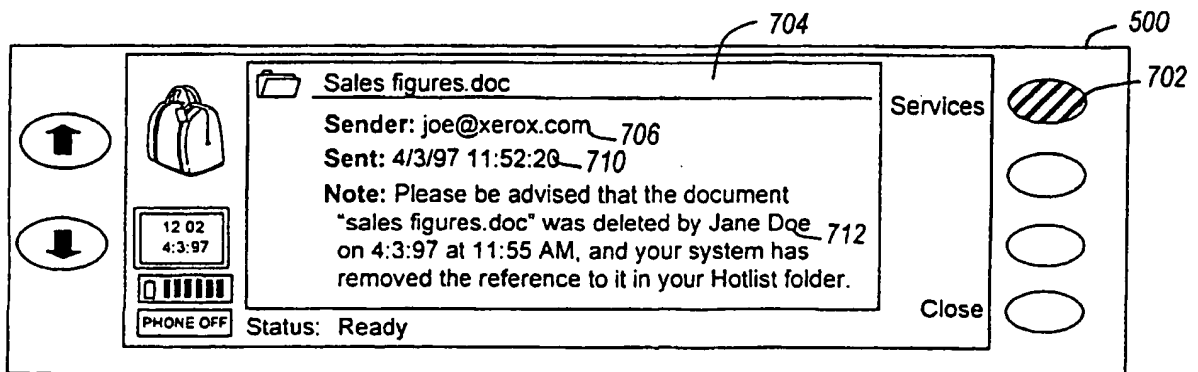 704
500
702
Sales figures.doc
Services
Sender: joe@xerox.com 706
Sent: 4/3/97 11:52:20 710
Note: Please be advised that the document
"sales figures.doc" was deleted by Jane Doe
712
on 4:3:97 at 11:55 AM, and your system has
removed the reference to it in your Hotlist folder.
12 02
4:3:97
PHONE OFF
Status: Ready
Close